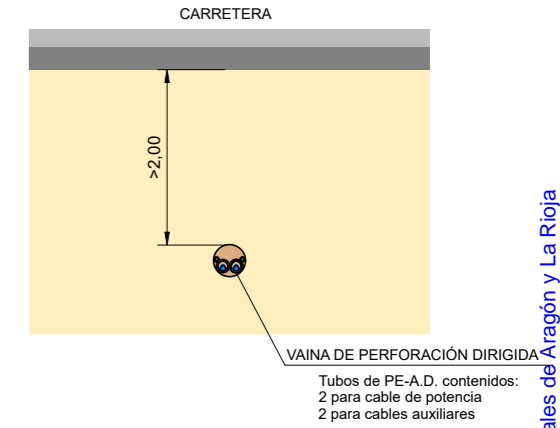 CARRETERA
>2,00
VAINA DE PERFORACIÓN DIRIGIDA
Tubos de PE-A.D. contenidos:
2 para cable de potencia
2 para cables auxiliares
de Aragón y La Rioja